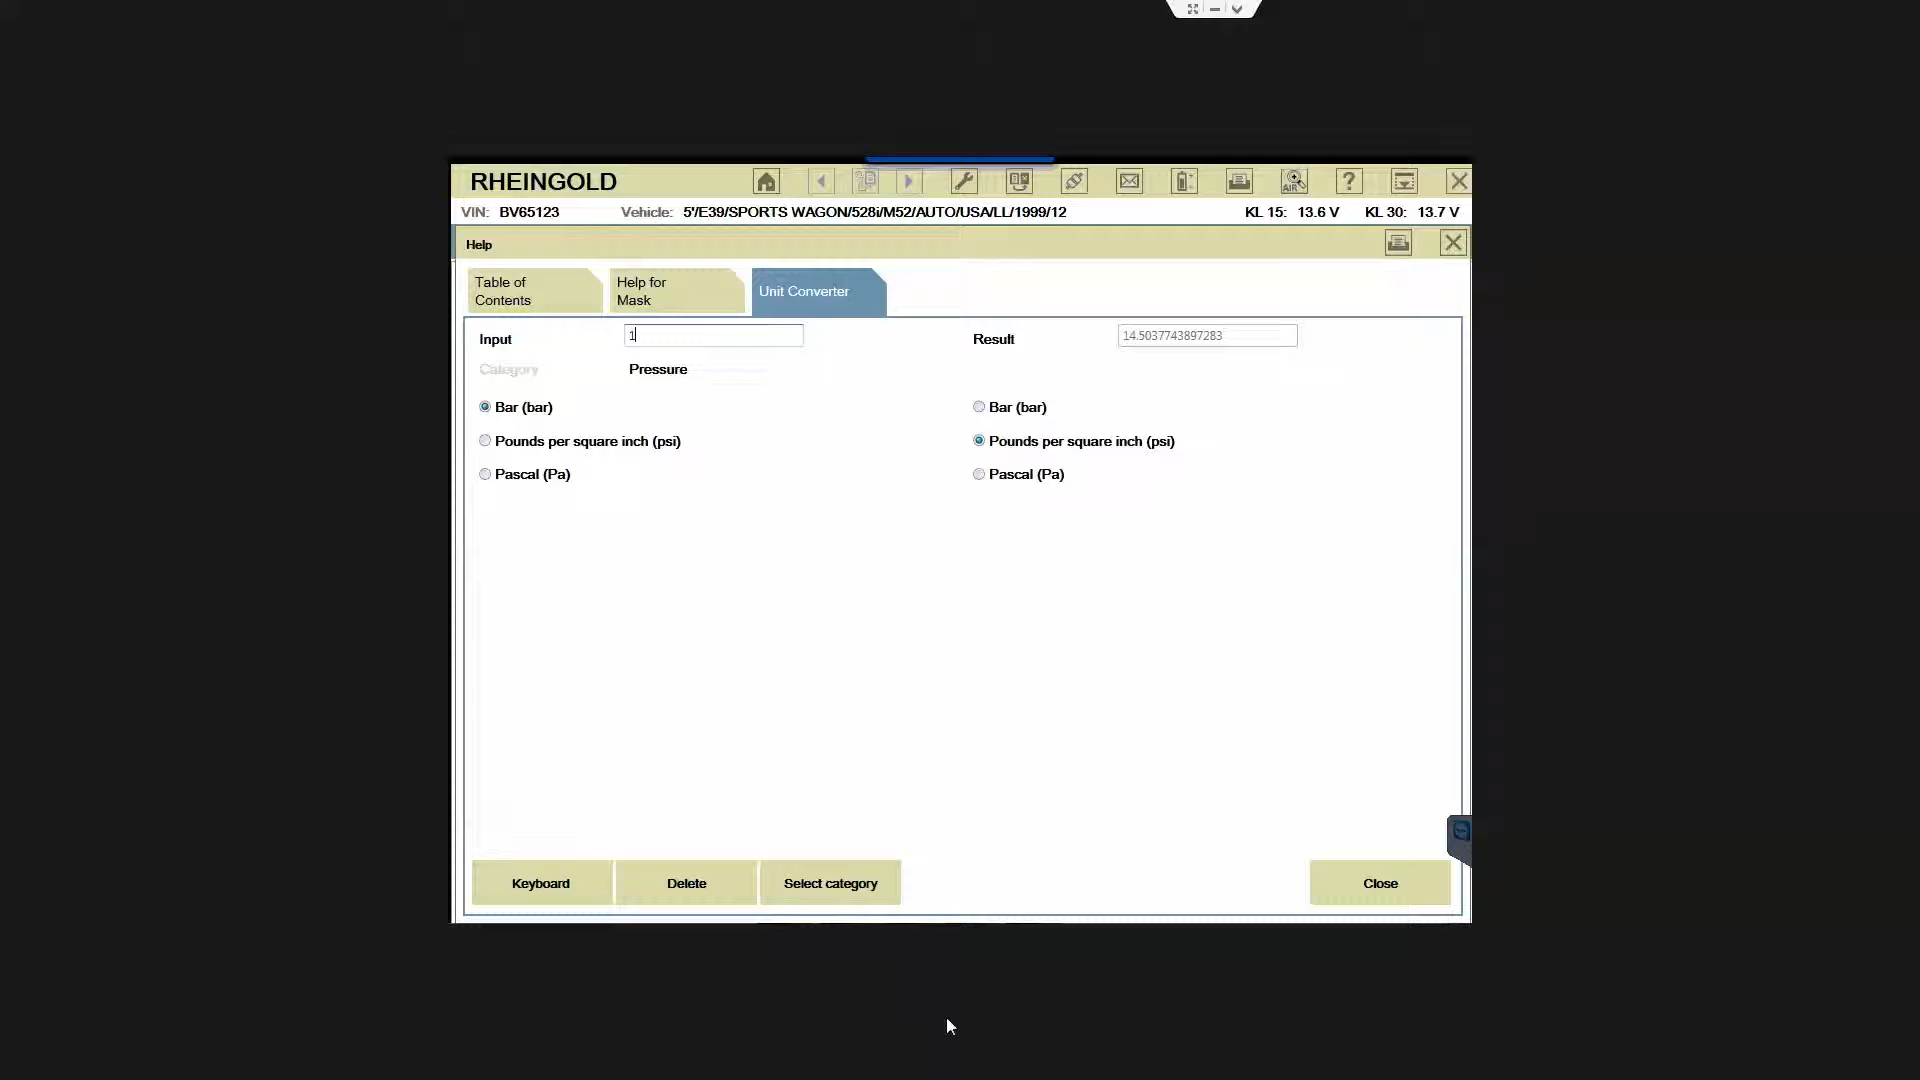 RHEINGOLD
AIR
VIN: BV65123 Vehicle: 5'/E39/SPORTS WAGON/528i/M52/AUTO/USA/LL/1999/12 KL 15: 13.6 V KL 30: 13.7 V
Help
Table of
Contents
Help for
Mask
Unit Converter
Input 1 Result 14.5037743897283
Category Pressure
Bar (bar) Bar (bar)
Pounds per square inch (psi) Pounds per square inch (psi)
Pascal (Pa) Pascal (Pa)
Keyboard Delete Select category Close